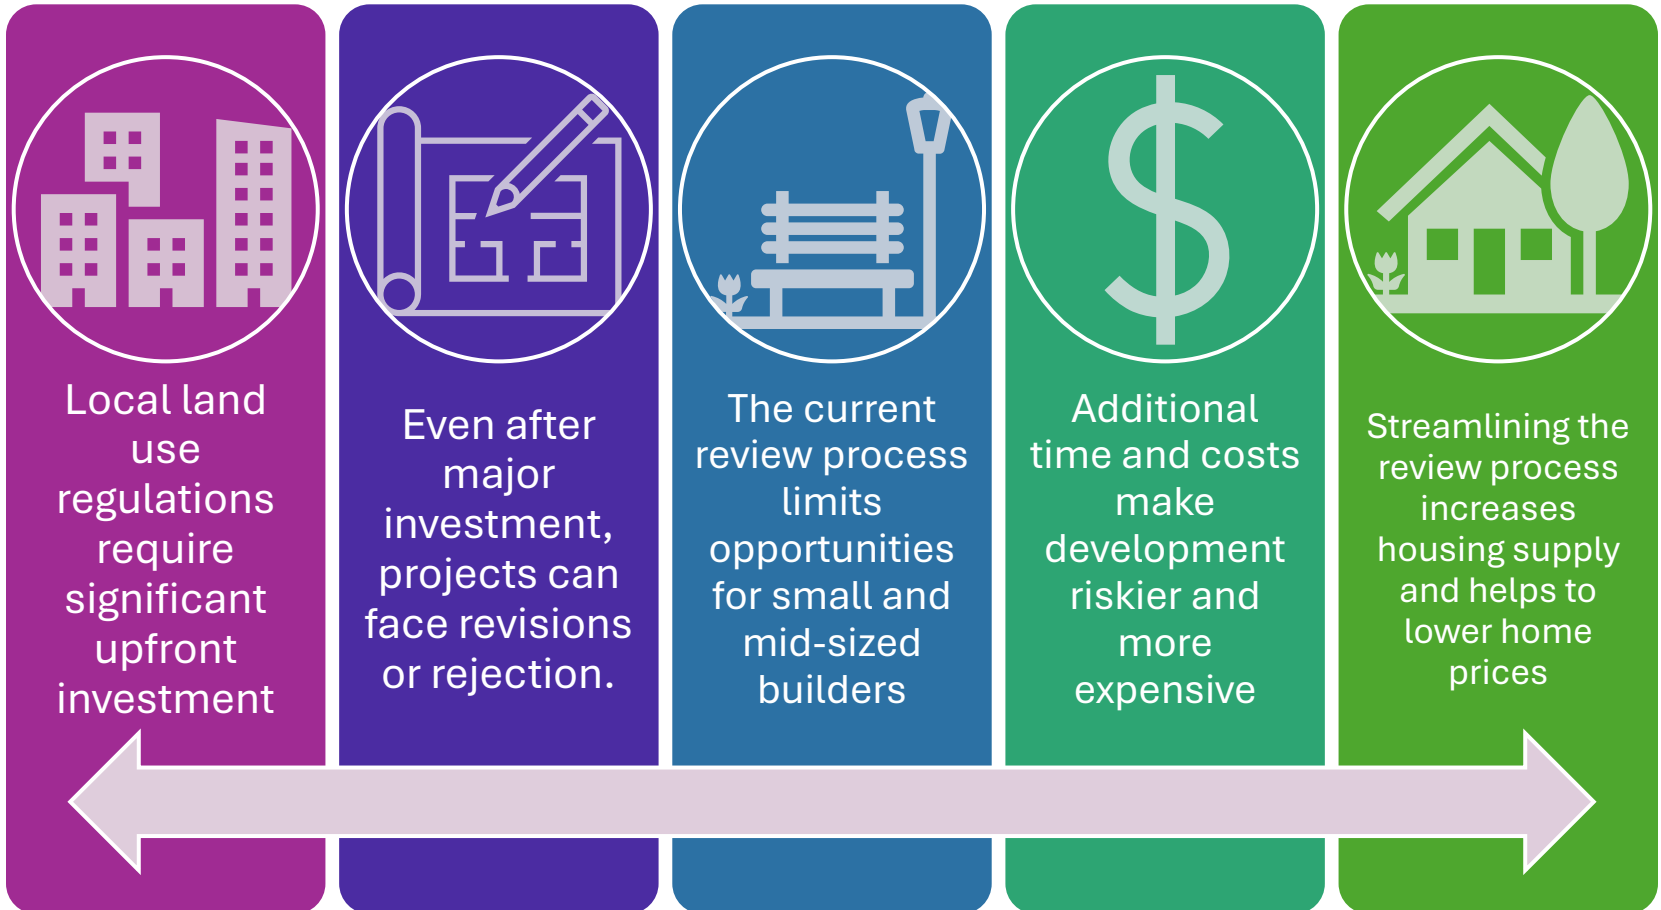 Local land
use
regulations
require
significant
upfront
investment
Even after
major
investment,
projects can
face revisions
or rejection.
The current
review process
limits
opportunities
for small and
mid-sized
builders
Additional
time and costs
make
development
riskier and
more
expensive
Streamlining the
review process
increases
housing supply
and helps to
lower home
prices